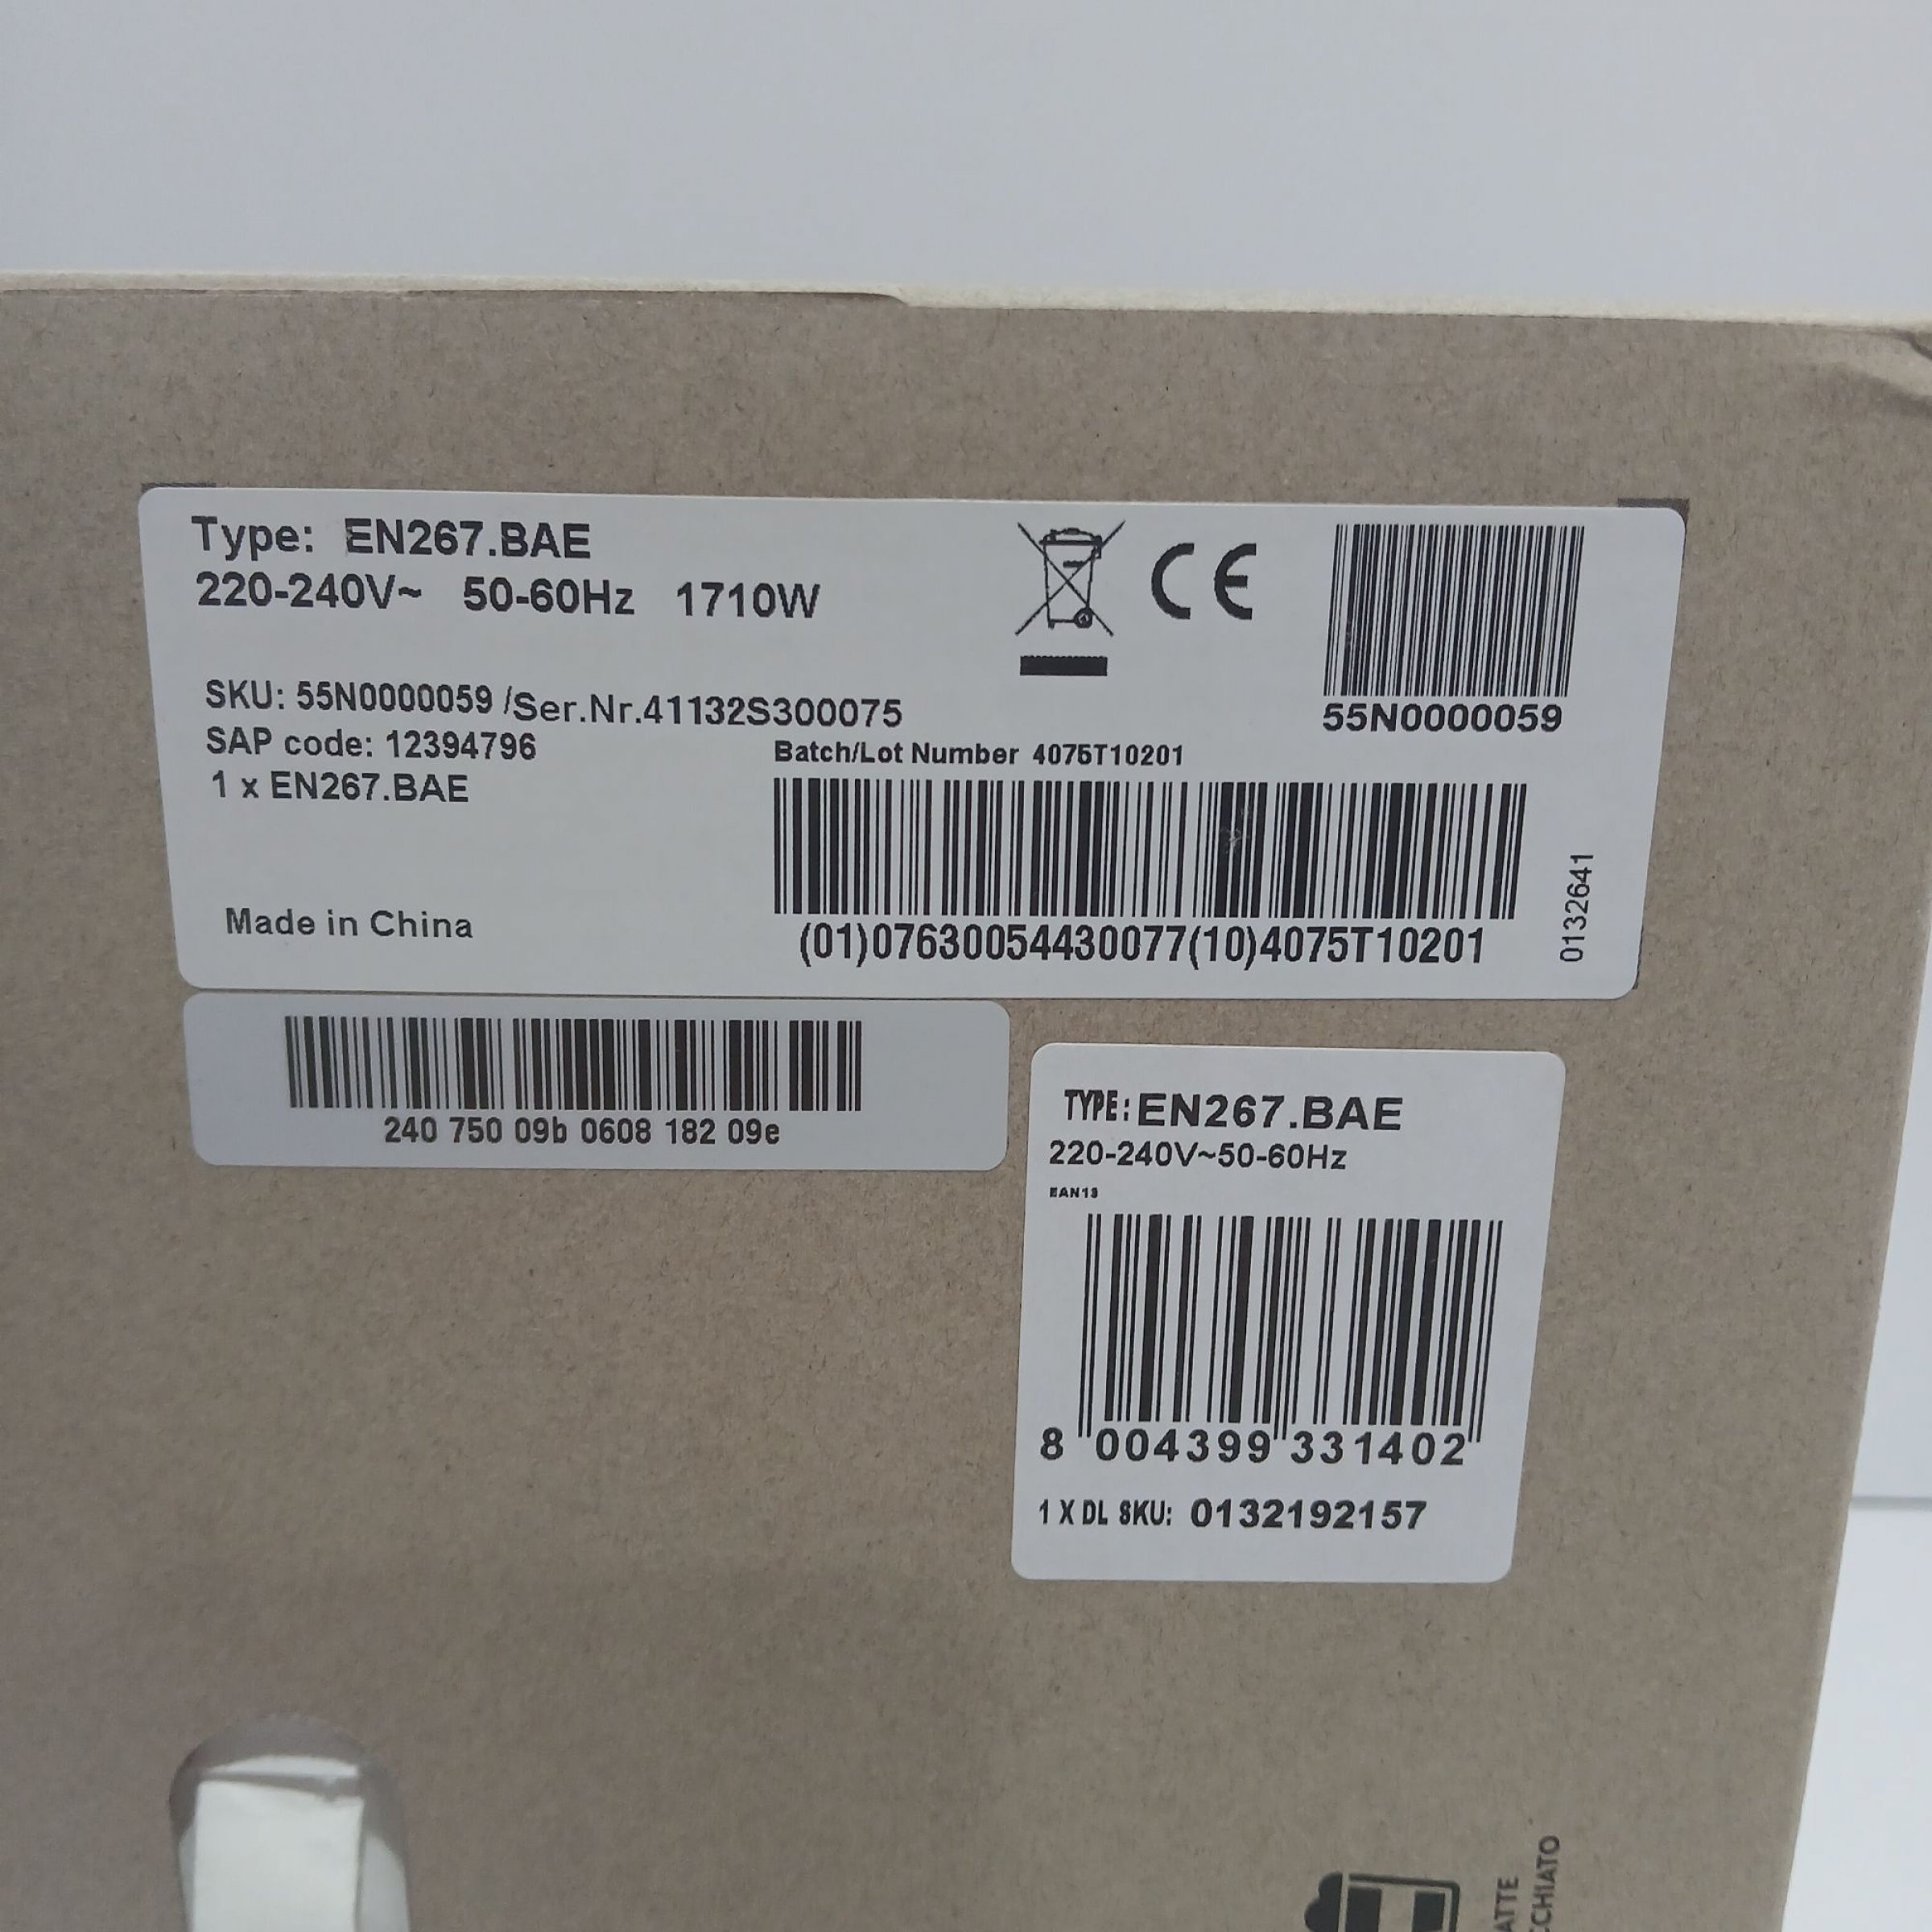 Type: EN267.BAE
220-240V~ 50-60Hz 1710W
CE
55N0000059
SKU: 55N0000059 /Ser.Nr.41132S300075
SAP code: 12394796
1 x EN267.BAE
Batch/Lot Number 4075T10201
(01)07630054430077(10)4075T10201
0132641
Made in China
240 750 09b 0608 182 09e
TYPE: EN267.BAE
220-240V~50-60Hz
EAN13
8 004399 331402
1 X DL SKU: 0132192157